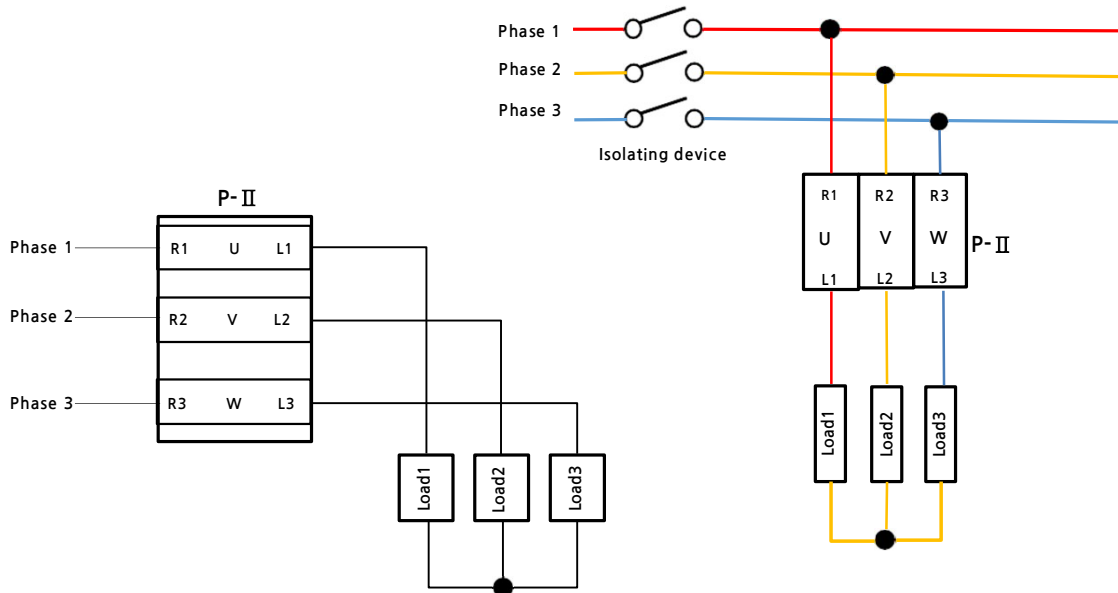 P-Ⅱ
Phase 1
R1 U L1
Phase 2
R2 V L2
Phase 3
R3 W L3
Load1
Load2
Load3
Phase 1
Phase 2
Phase 3
Isolating device
R1 R2 R3
U V W
L1 L2 L3
P-Ⅱ
Load1
Load2
Load3